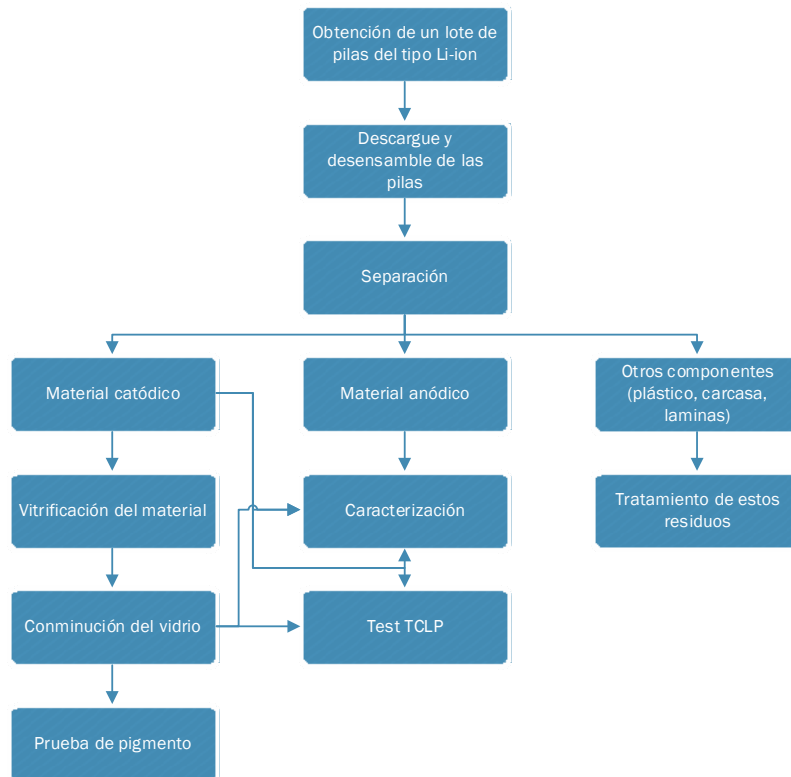 Obtención de un lote de
pilas del tipo Li-ion
Descargue y
desensamble de las
pilas
Separación
Material catódico
Material anódico
Otros componentes
(plástico, carcasa,
laminas)
Vitrificación del material
Caracterización
Tratamiento de estos
residuos
Conminución del vidrio
Test TCLP
Prueba de pigmento